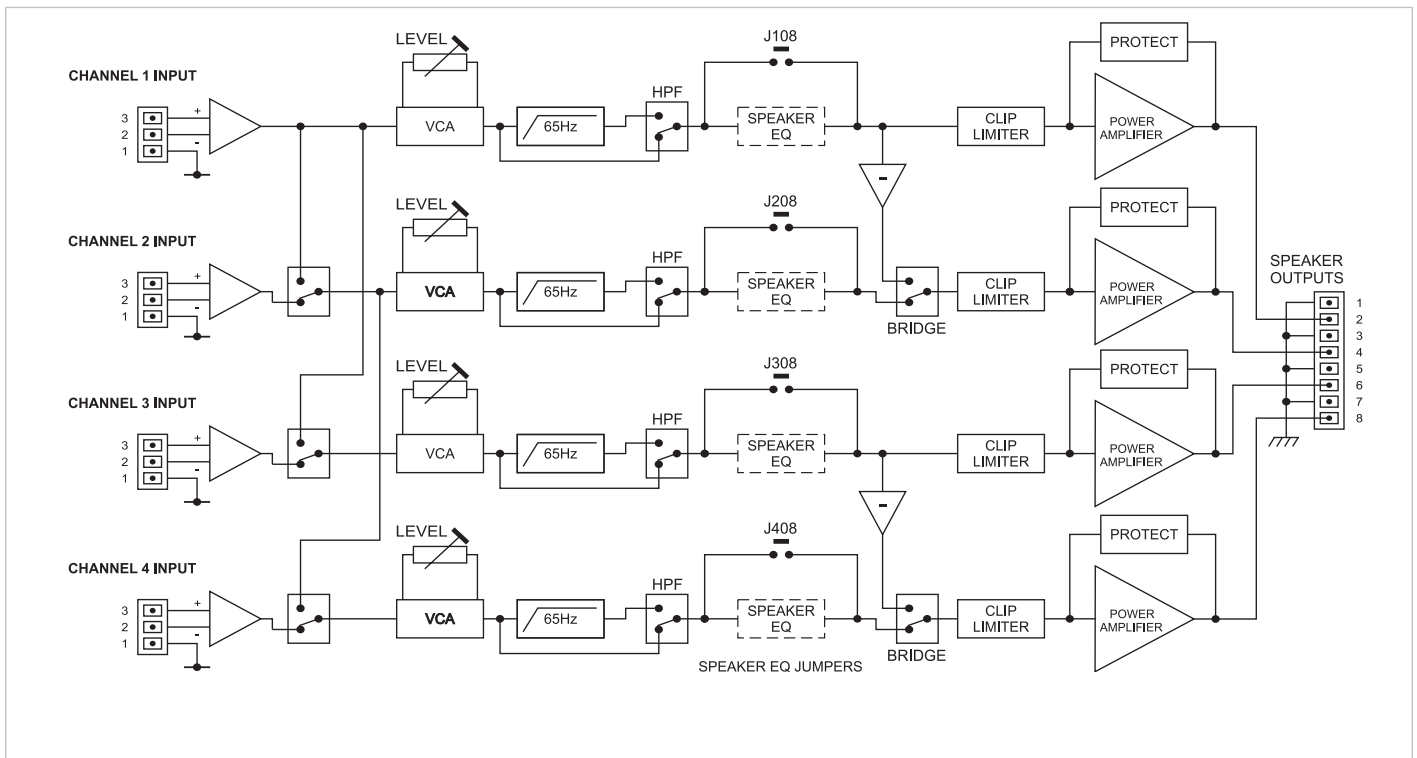 LEVEL
J108
PROTECT
CHANNEL 1 INPUT
HPF
3
+
2
1
-
VCA
65Hz
SPEAKER
EQ
CLIP
LIMITER
POWER
AMPLIFIER
-
LEVEL
J208
PROTECT
CHANNEL 2 INPUT
HPF
3
+
2
1
-
VCA
65Hz
SPEAKER
EQ
BRIDGE
CLIP
LIMITER
POWER
AMPLIFIER
SPEAKER
OUTPUTS
1
2
3
4
5
6
7
8
LEVEL
J308
PROTECT
CHANNEL 3 INPUT
HPF
3
+
2
1
-
VCA
65Hz
SPEAKER
EQ
CLIP
LIMITER
POWER
AMPLIFIER
-
LEVEL
J408
PROTECT
CHANNEL 4 INPUT
HPF
3
+
2
1
-
VCA
65Hz
SPEAKER
EQ
BRIDGE
CLIP
LIMITER
POWER
AMPLIFIER
SPEAKER EQ JUMPERS